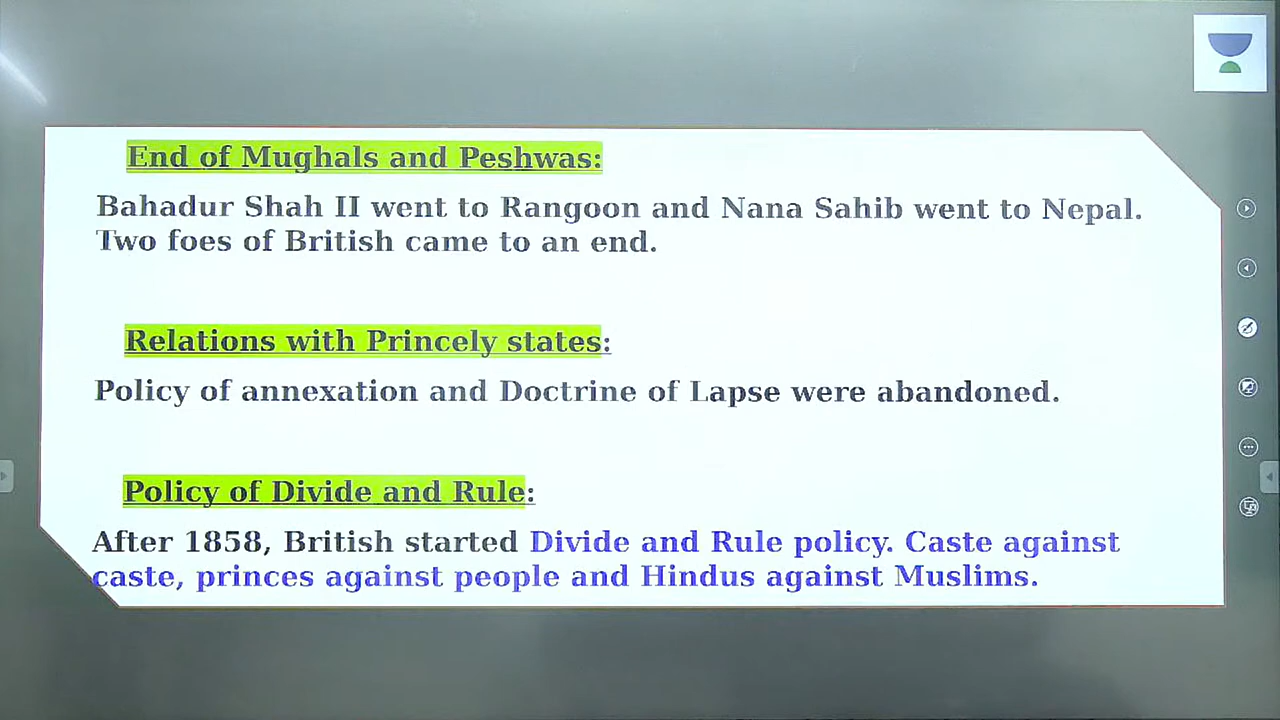 End of Mughals and Peshwas:
Bahadur Shah II went to Rangoon and Nana Sahib went to Nepal.
Two foes of British came to an end.
Relations with Princely states:
Policy of annexation and Doctrine of Lapse were abandoned.
Policy of Divide and Rule:
After 1858, British started Divide and Rule policy. Caste against
caste, princes against people and Hindus against Muslims.